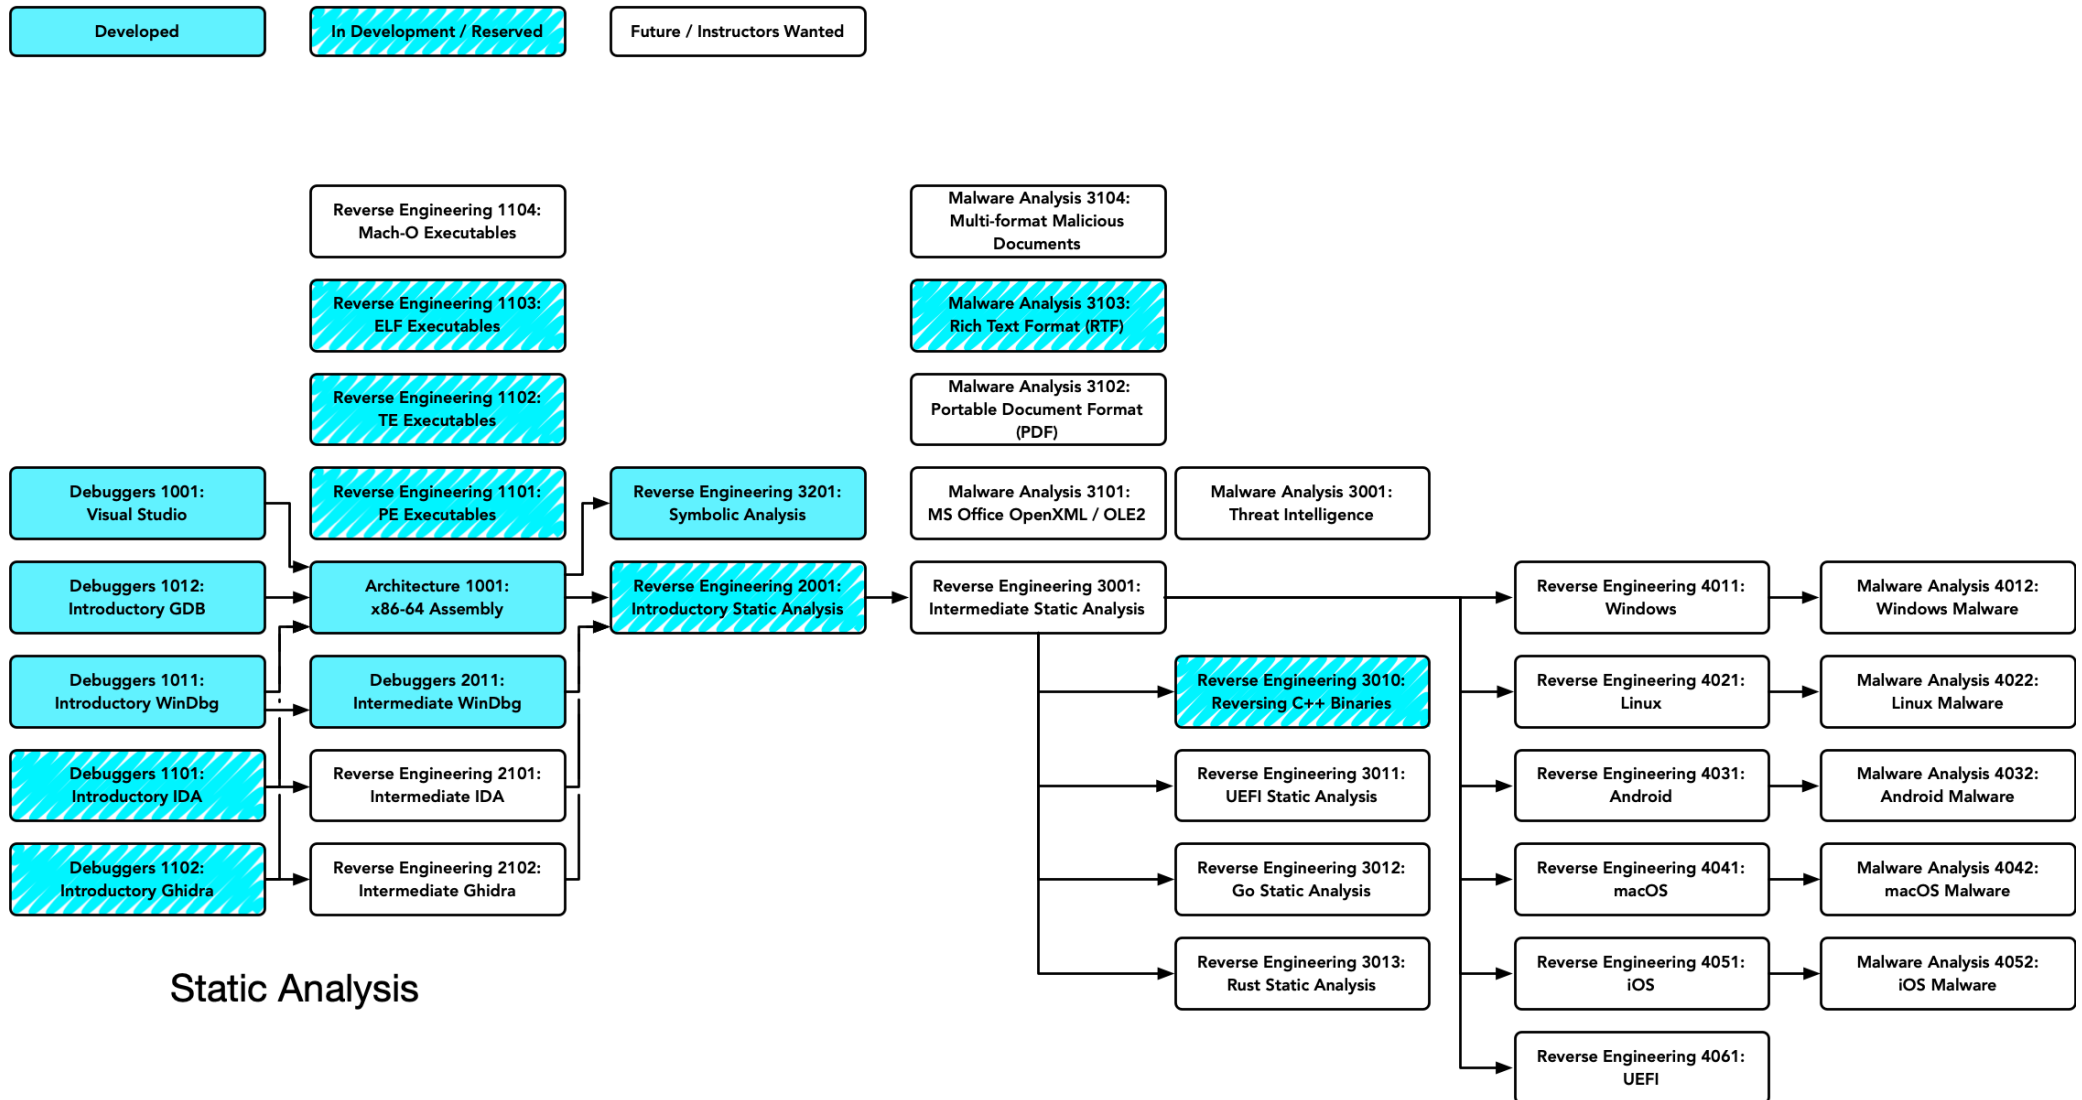 Developed
In Development / Reserved
Future / Instructors Wanted
Reverse Engineering 1104:
Mach-O Executables
Malware Analysis 3104:
Multi-format Malicious
Documents
Reverse Engineering 1103:
ELF Executables
Malware Analysis 3103:
Rich Text Format (RTF)
Reverse Engineering 1102:
TE Executables
Malware Analysis 3102:
Portable Document Format
(PDF)
Debuggers 1001:
Visual Studio
Reverse Engineering 1101:
PE Executables
Reverse Engineering 3201:
Symbolic Analysis
Malware Analysis 3101:
MS Office OpenXML / OLE2
Malware Analysis 3001:
Threat Intelligence
Debuggers 1012:
Introductory GDB
Architecture 1001:
x86-64 Assembly
Reverse Engineering 2001:
Introductory Static Analysis
Reverse Engineering 3001:
Intermediate Static Analysis
Reverse Engineering 4011:
Windows
Malware Analysis 4012:
Windows Malware
Debuggers 1011:
Introductory WinDbg
Debuggers 2011:
Intermediate WinDbg
Reverse Engineering 3010:
Reversing C++ Binaries
Reverse Engineering 4021:
Linux
Malware Analysis 4022:
Linux Malware
Debuggers 1101:
Introductory IDA
Reverse Engineering 2101:
Intermediate IDA
Reverse Engineering 3011:
UEFI Static Analysis
Reverse Engineering 4031:
Android
Malware Analysis 4032:
Android Malware
Debuggers 1102:
Introductory Ghidra
Reverse Engineering 2102:
Intermediate Ghidra
Reverse Engineering 3012:
Go Static Analysis
Reverse Engineering 4041:
macOS
Malware Analysis 4042:
macOS Malware
Static Analysis
Reverse Engineering 3013:
Rust Static Analysis
Reverse Engineering 4051:
iOS
Malware Analysis 4052:
iOS Malware
Reverse Engineering 4061:
UEFI